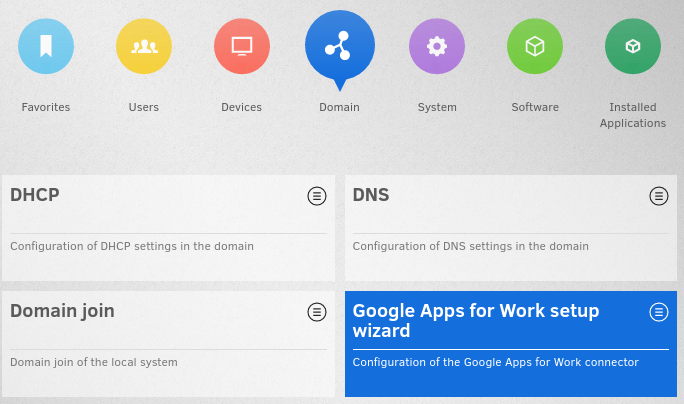 Favorites
Users
Devices
Domain
System
Software
Installed
Applications
DHCP
Configuration of DHCP settings in the domain
DNS
Configuration of DNS settings in the domain
Domain join
Domain join of the local system
Google Apps for Work setup
wizard
Configuration of the Google Apps for Work connector